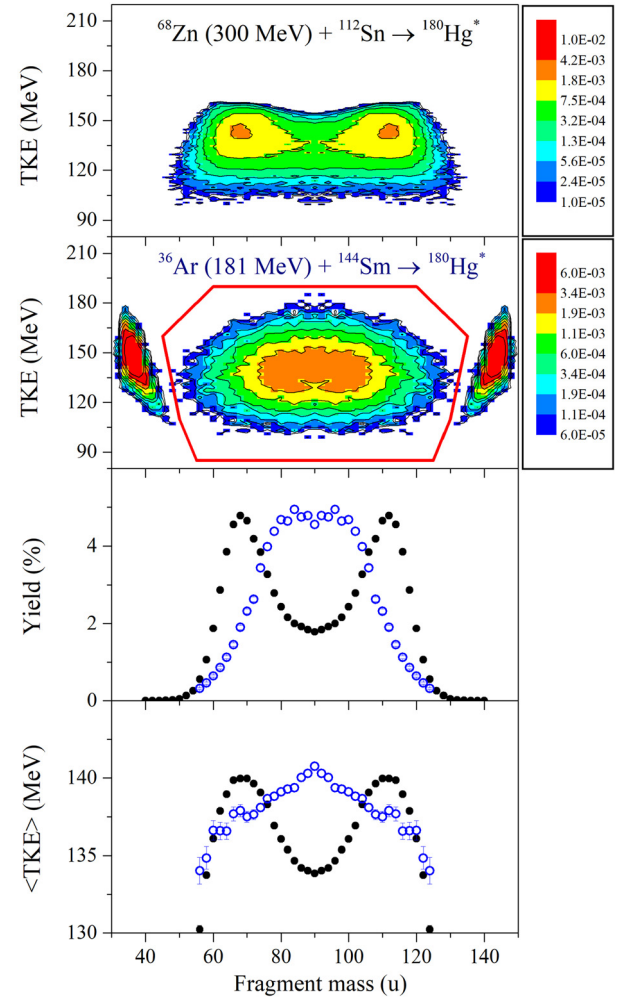 ⁶⁸Zn (300 MeV) + ¹¹²Sn → ¹⁸⁰Hg*
TKE (MeV)
210
180
150
120
90
1.0E-02
4.2E-03
1.8E-03
7.5E-04
3.2E-04
1.3E-04
5.6E-05
2.4E-05
1.0E-05
³⁶Ar (181 MeV) + ¹⁴⁴Sm → ¹⁸⁰Hg*
TKE (MeV)
210
180
150
120
90
6.0E-03
3.4E-03
1.9E-03
1.1E-03
6.0E-04
3.4E-04
1.9E-04
1.1E-04
6.0E-05
Yield (%)
4
2
0
<TKE> (MeV)
140
135
130
40 60 80 100 120 140
Fragment mass (u)